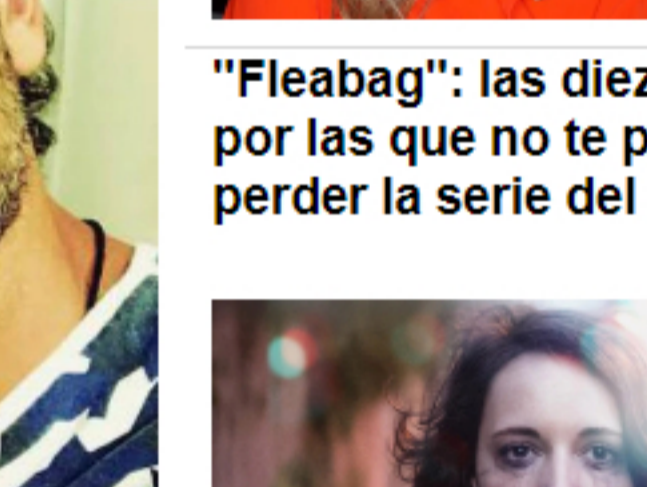 "Fleabag": las diez
por las que no te p
perder la serie del